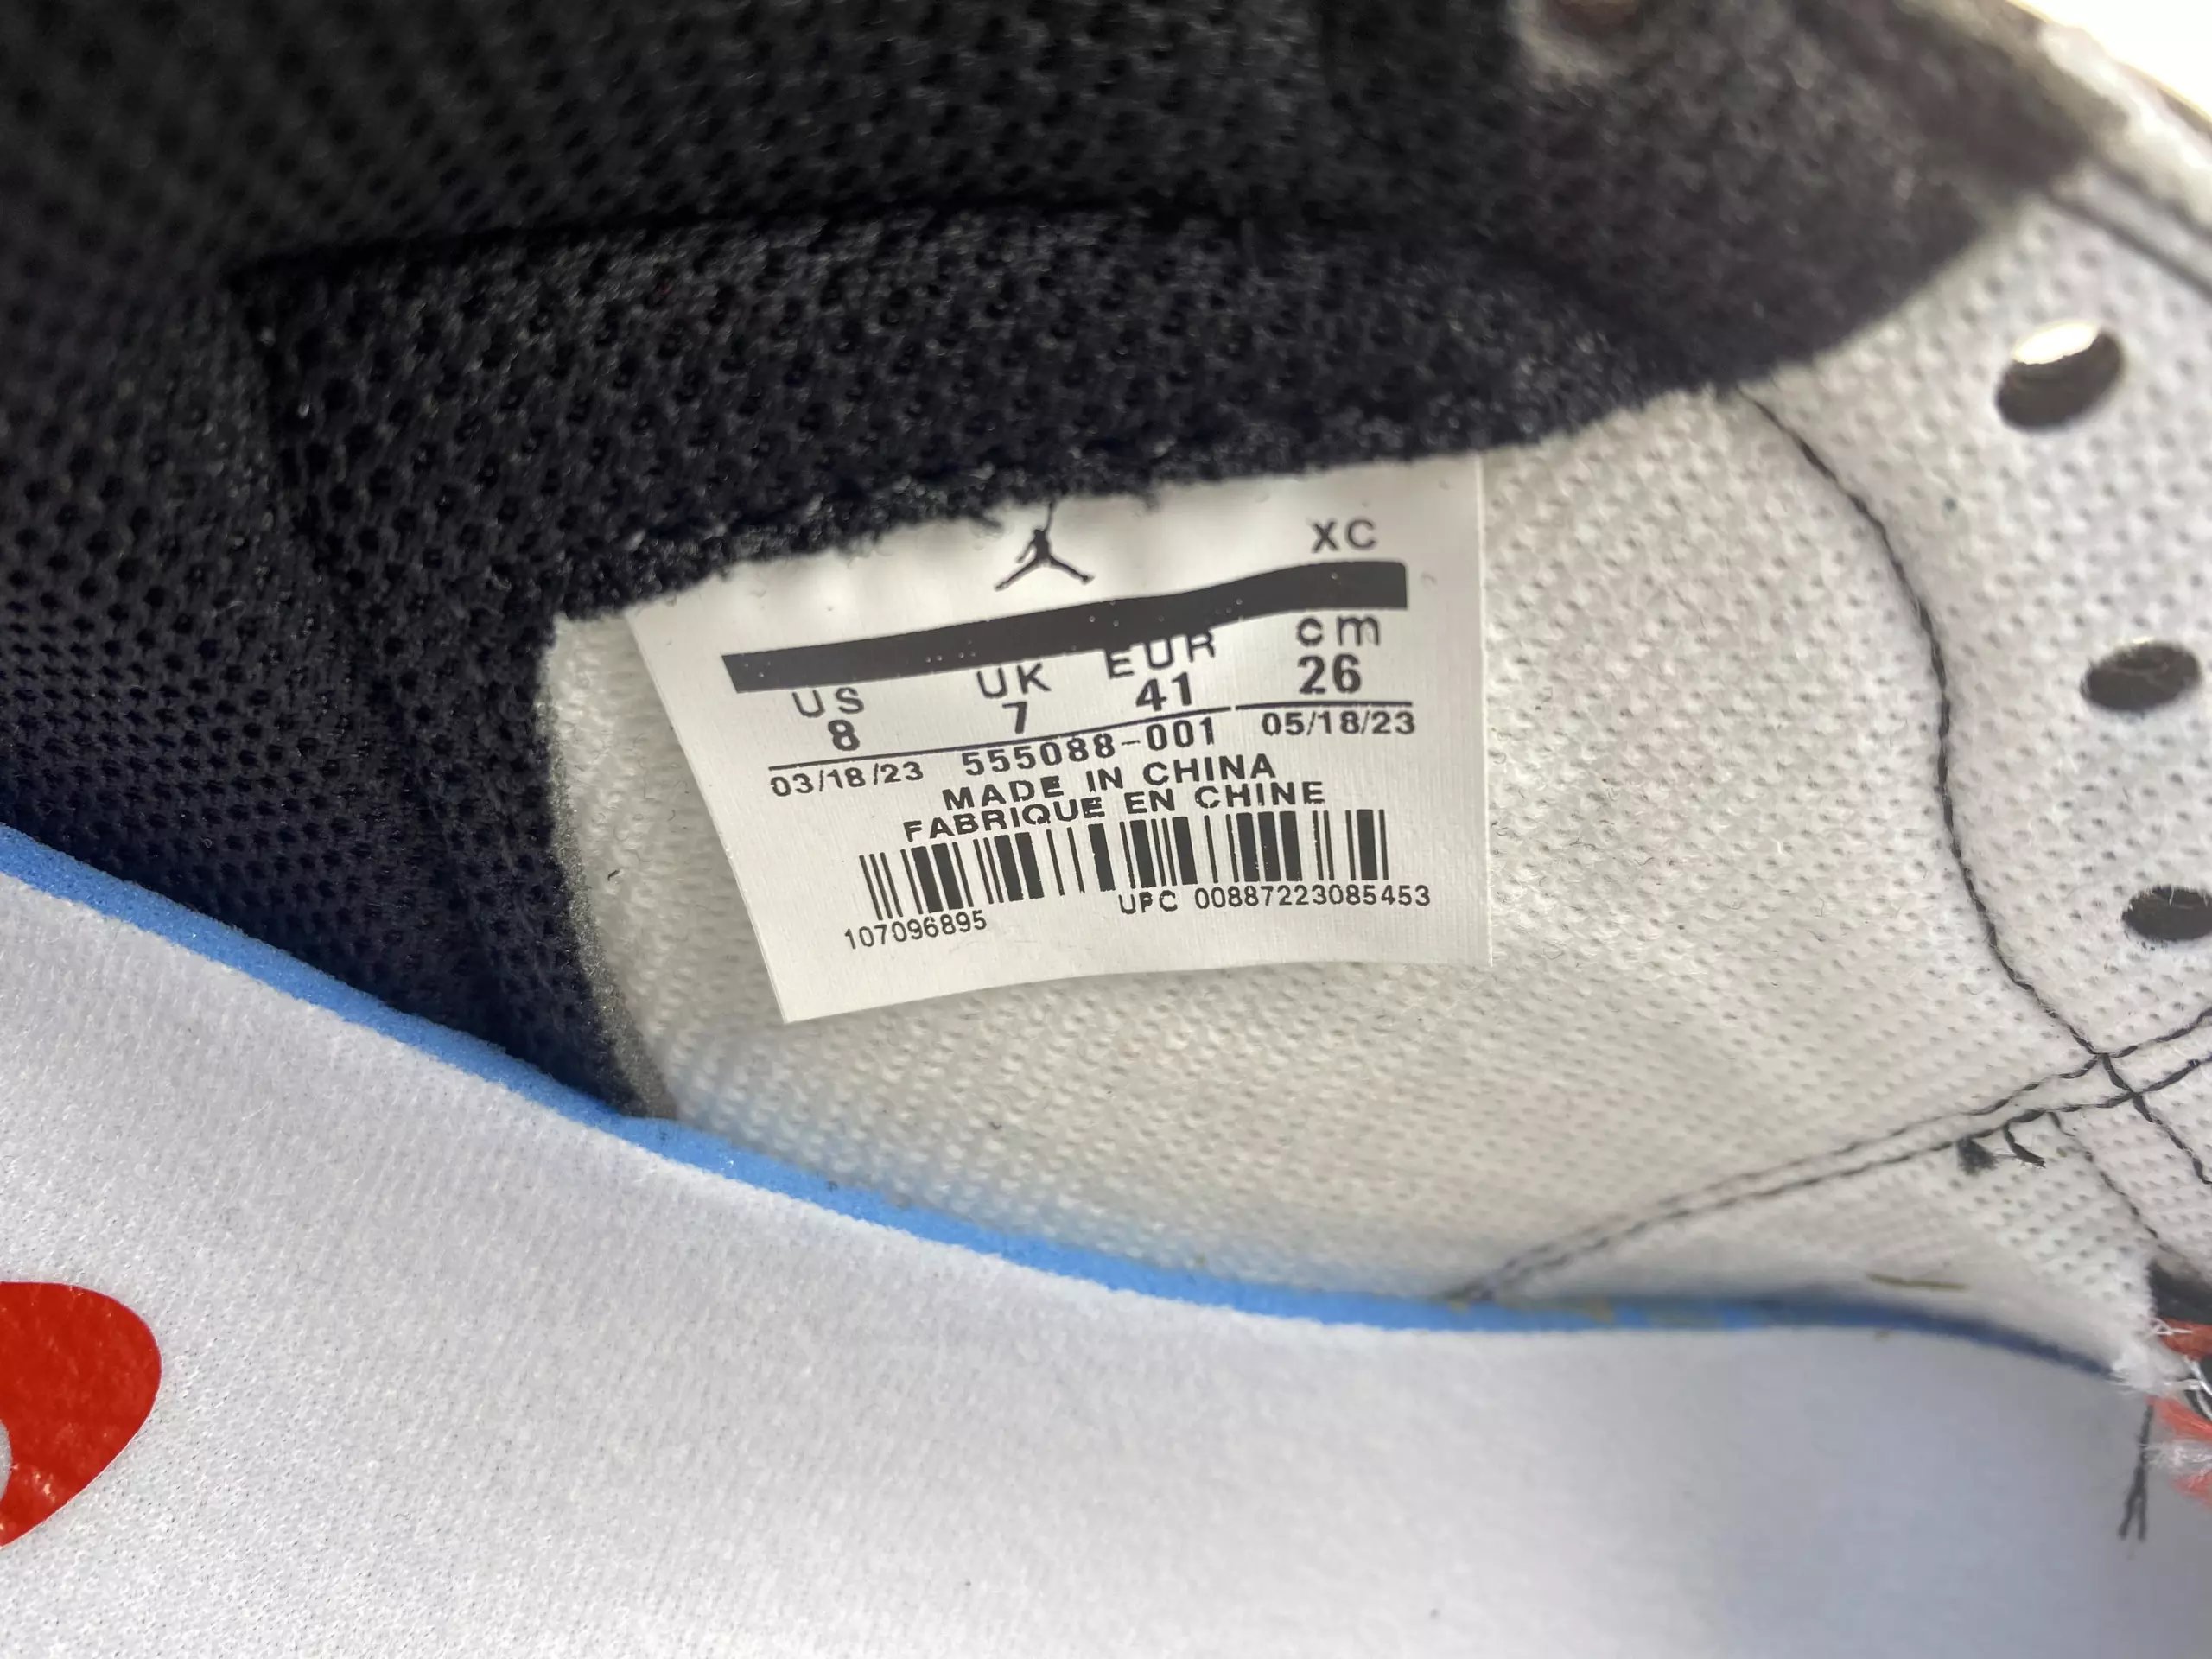 XC
US UK EUR cm
8 7 41 26
03/18/23 555088-001 05/18/23
MADE IN CHINA
FABRIQUE EN CHINE
107096895 UPC 00887223085453